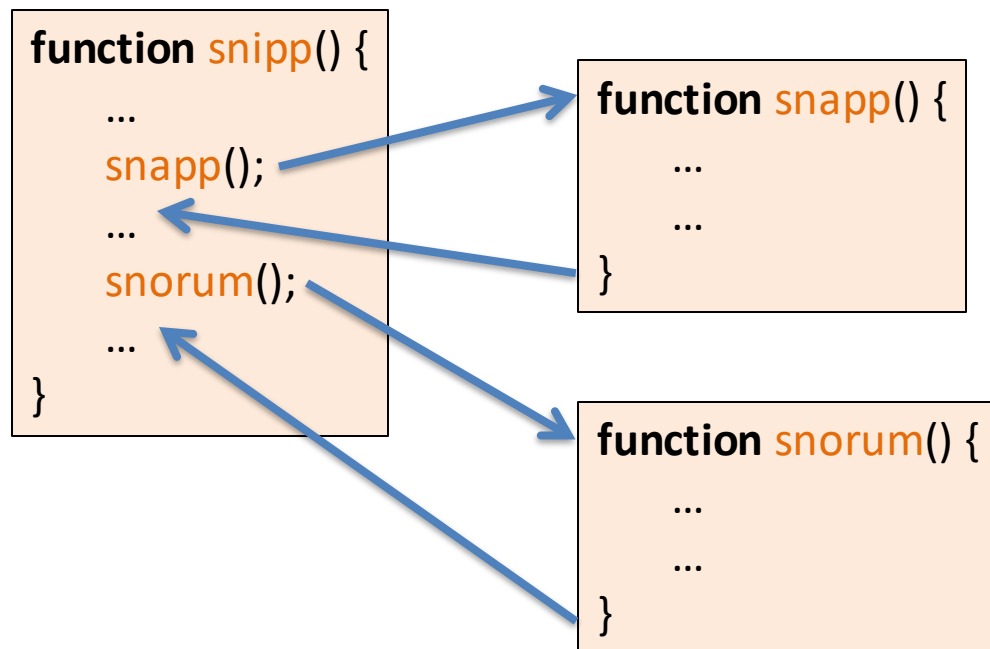 function snipp() {
...
snapp();
...
snorum();
...
}
function snapp() {
...
...
}
function snorum() {
...
...
}